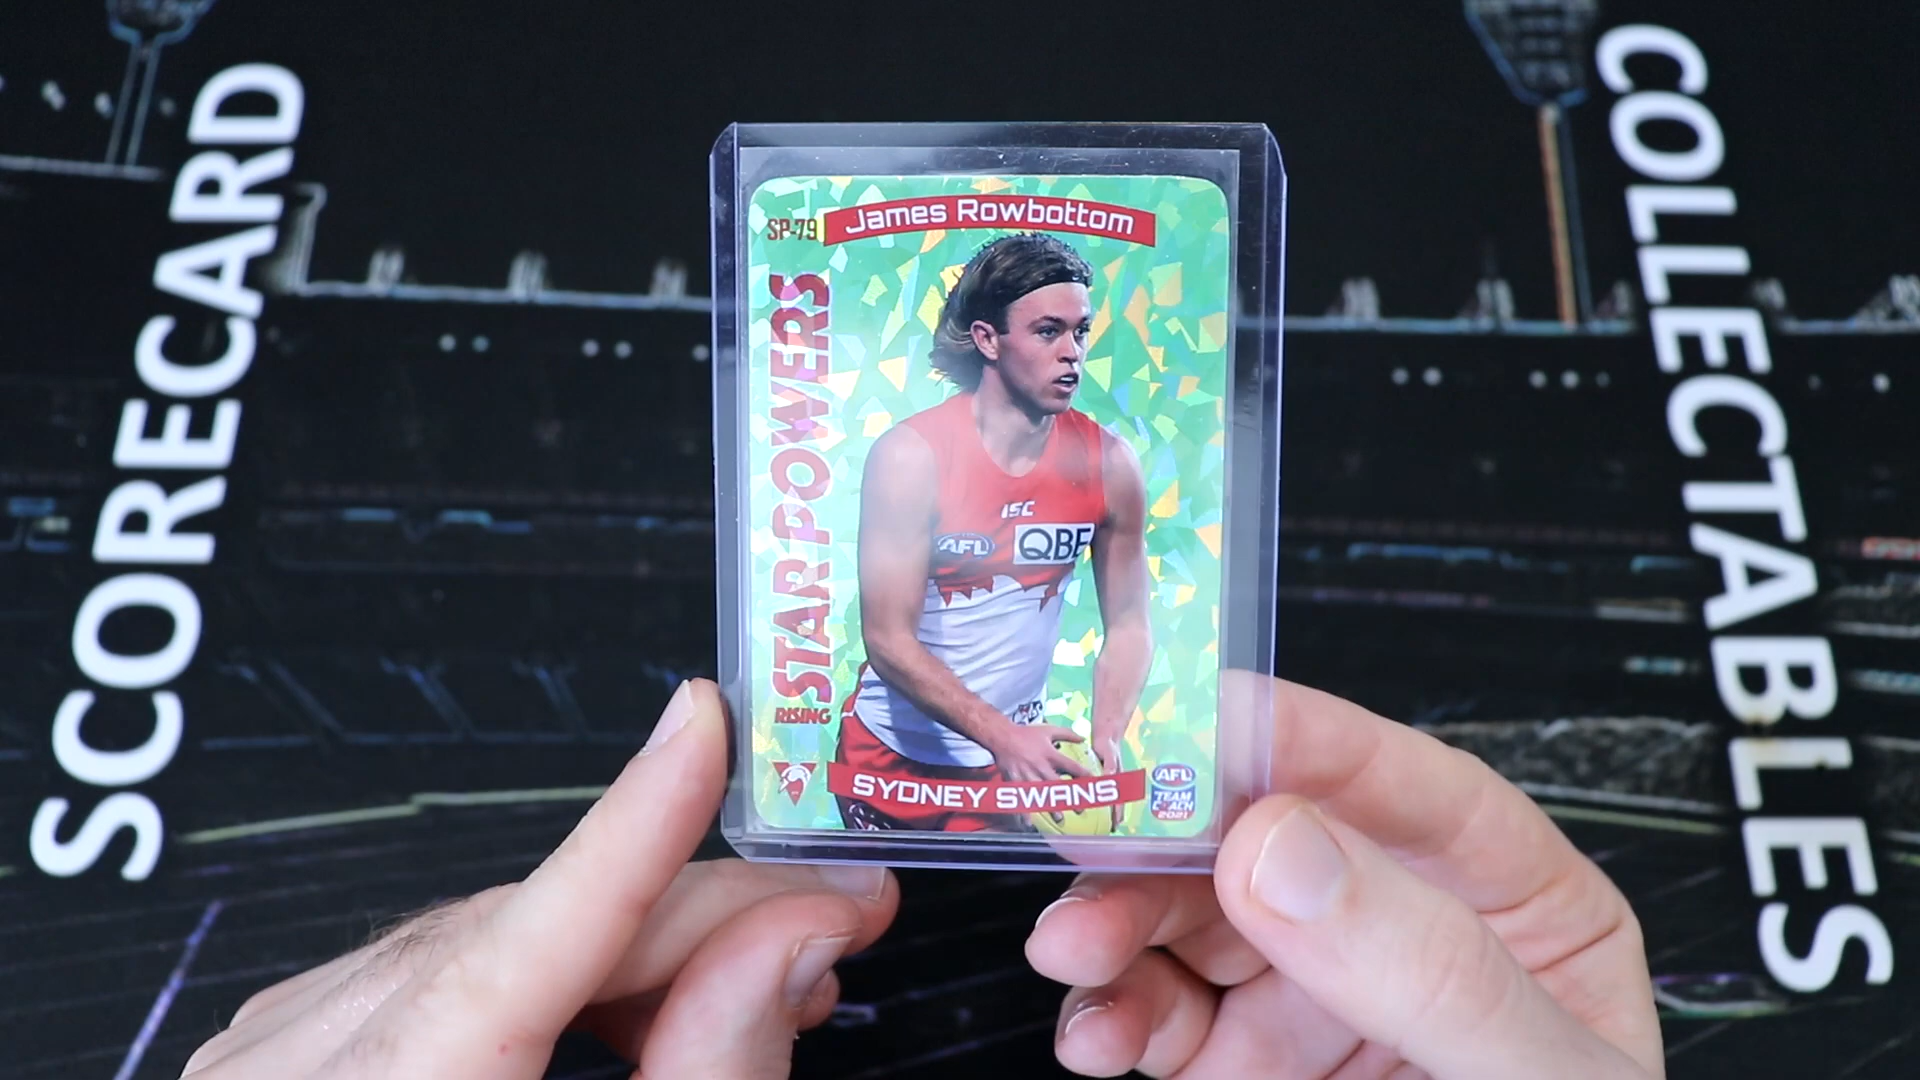 SCORECARD
COLLECTABLES
SP-79
James Rowbottom
RISING
STAR POWERS
ISC
AFL
QBE
SYDNEY SWANS
AFL
TEAM
COACH
2021